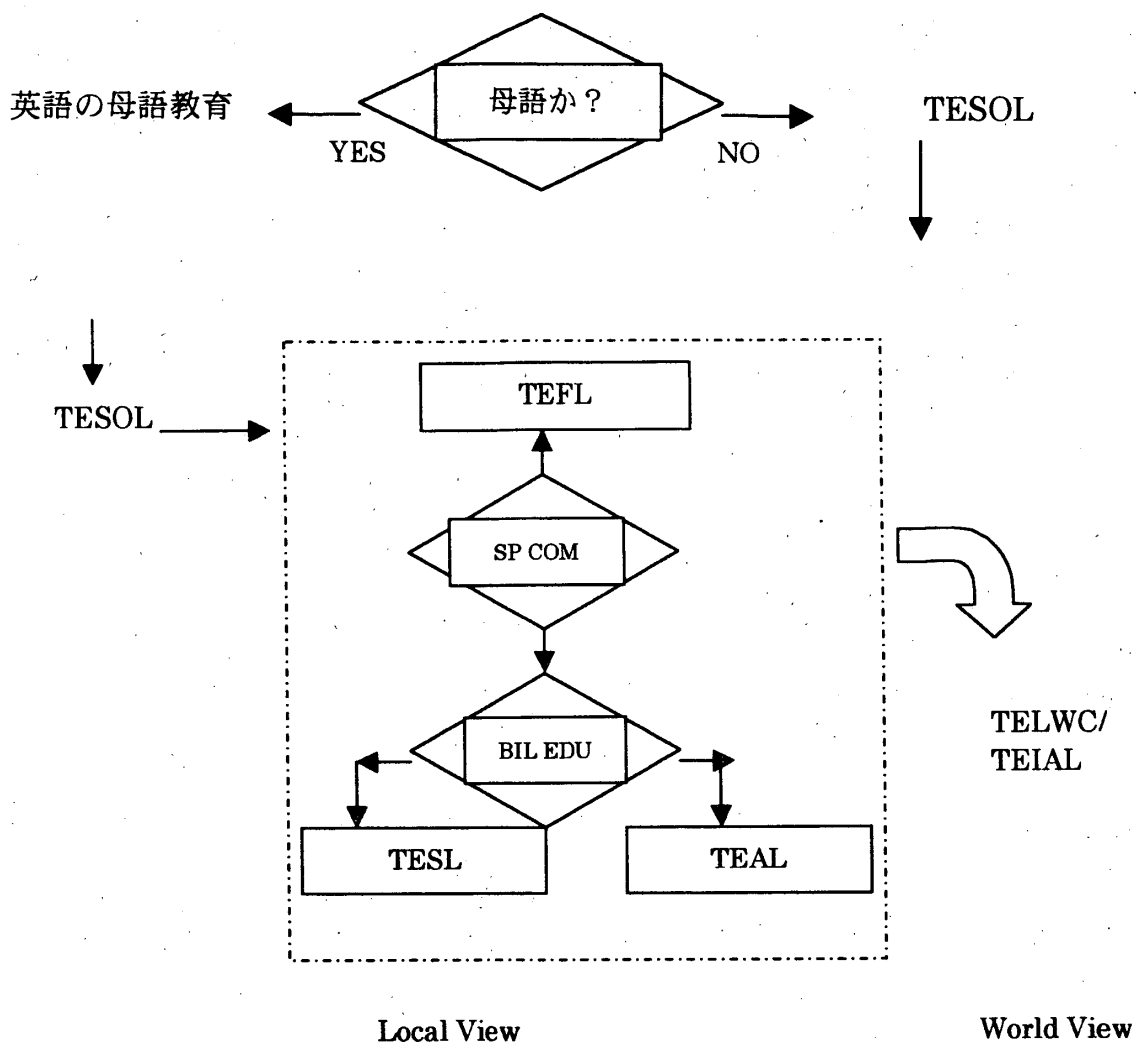 母語か？
英語の母語教育
TESOL
YES
NO
TEFL
TESOL
SP COM
BIL EDU
TELWC/
TEIAL
TESL
TEAL
Local View
World View